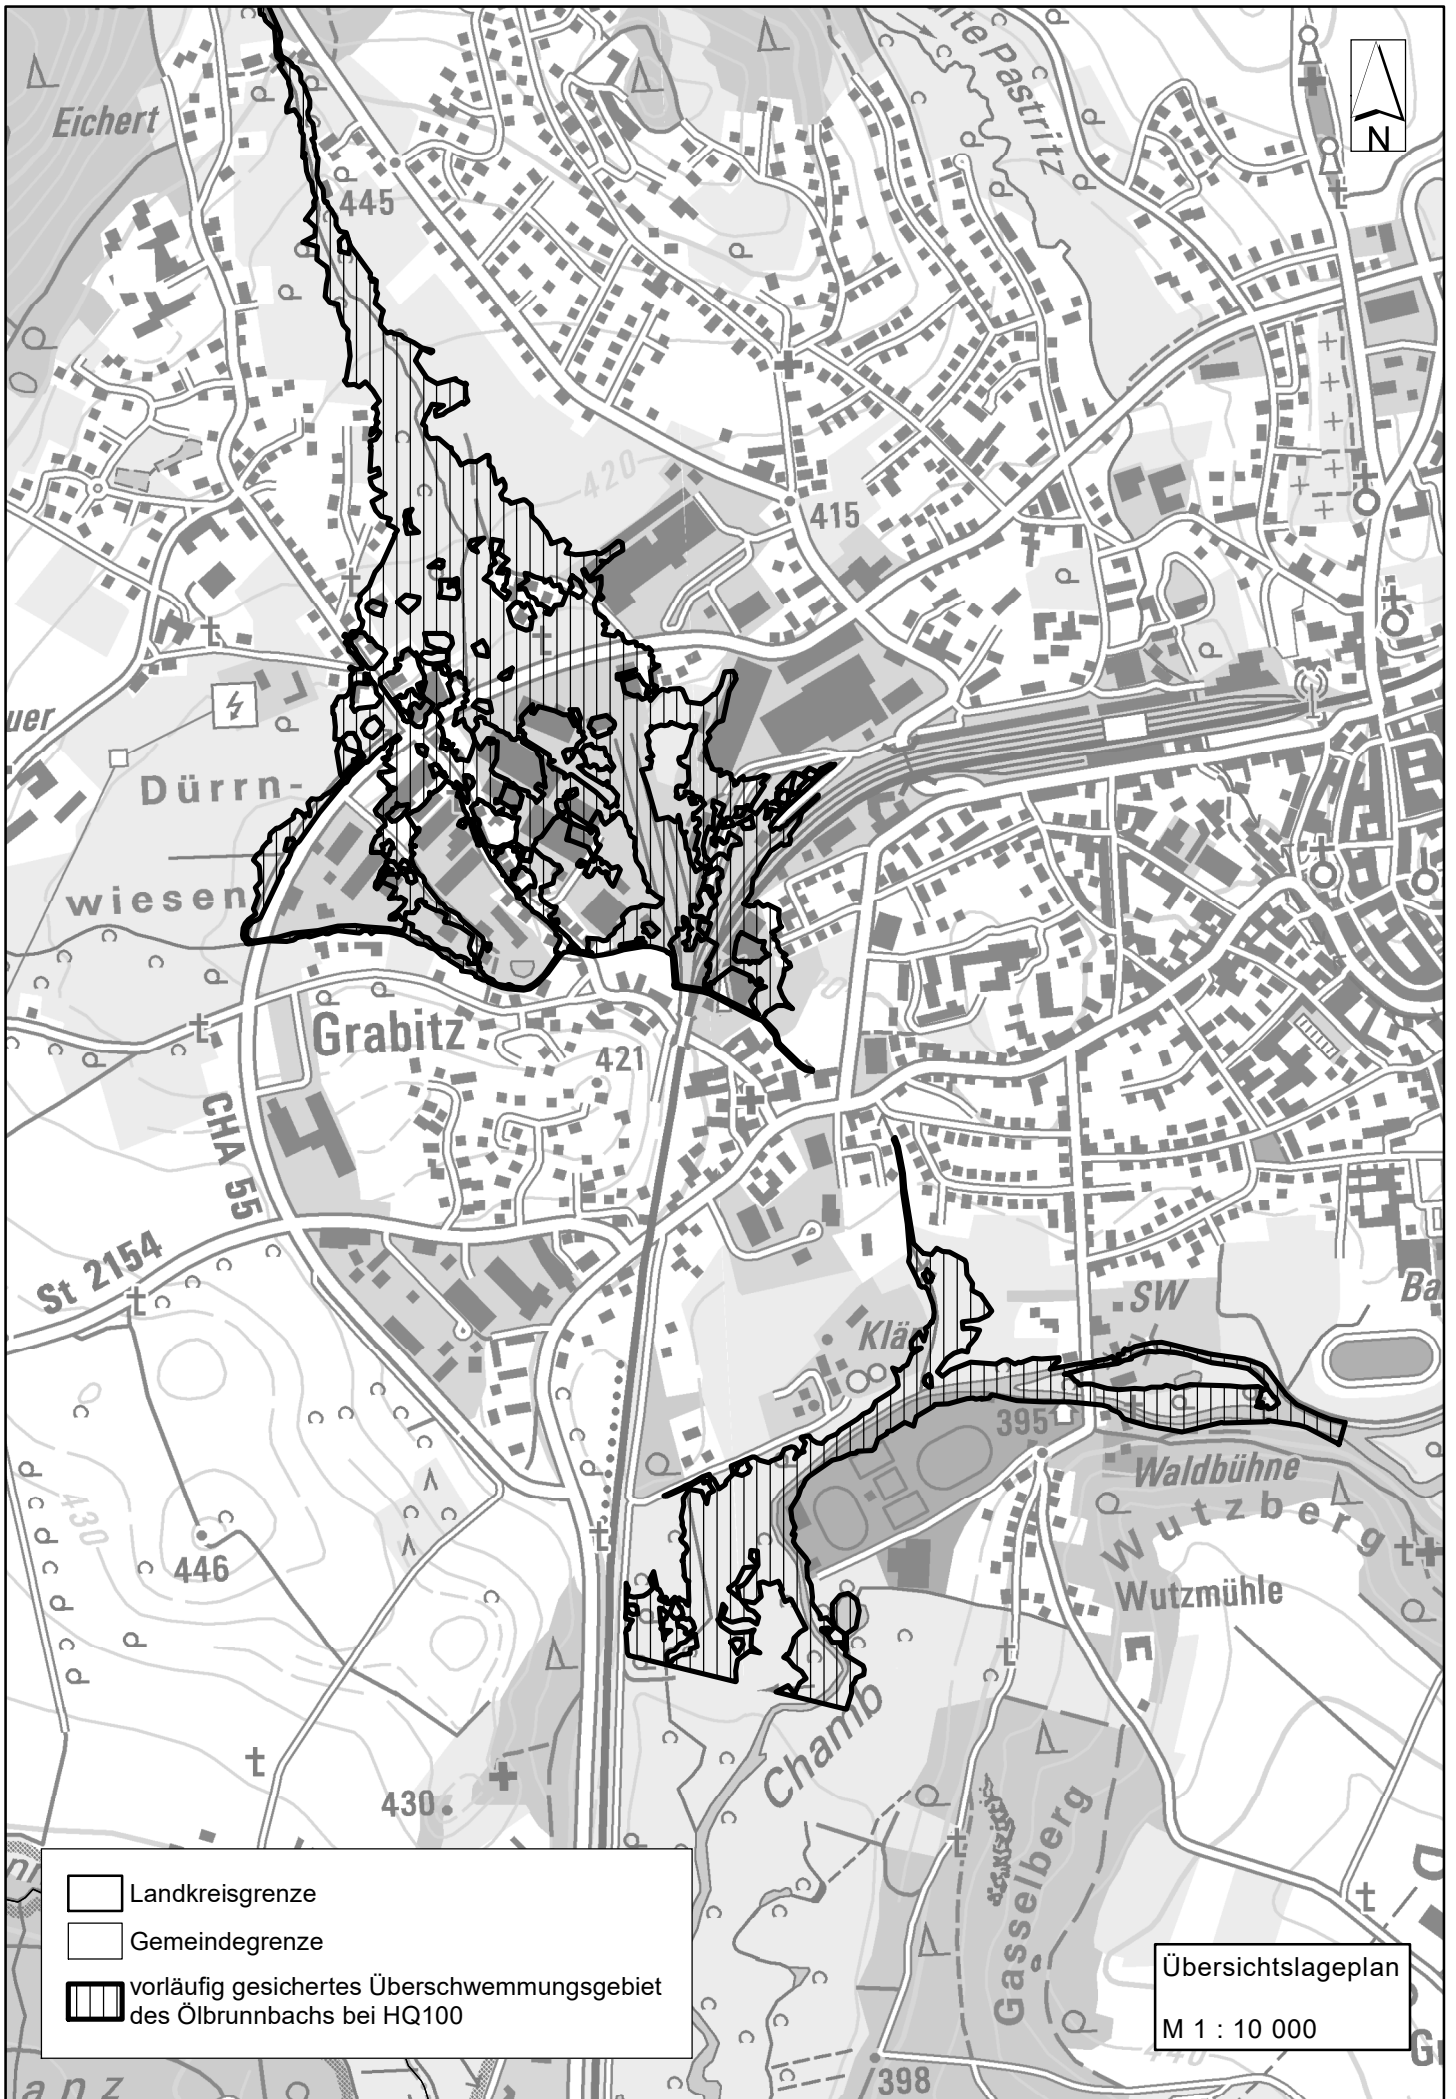 Eichert
N
445
420
415
Dürrn-
wiesen
Grabitz
421
CHA 55
St 2154
SW
395
Waldbühne
Wutzberg
Wutzmühle
430
446
Chamb
430
Gasselberg
Landkreisgrenze
Gemeindegrenze
vorläufig gesichertes Überschwemmungsgebiet
des Ölbrunnbachs bei HQ100
Übersichtslageplan
M 1 : 10 000
440
398